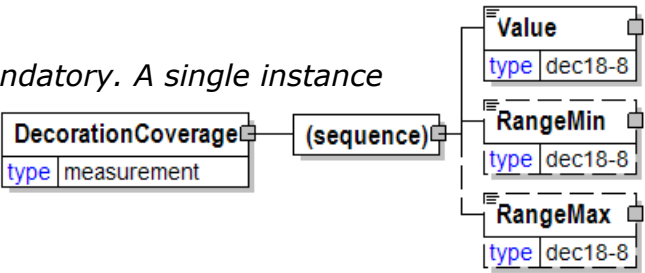 Value
type dec18-8
ndatory. A single instance
DecorationCoverage
type measurement
(sequence)
RangeMin
type dec18-8
RangeMax
type dec18-8